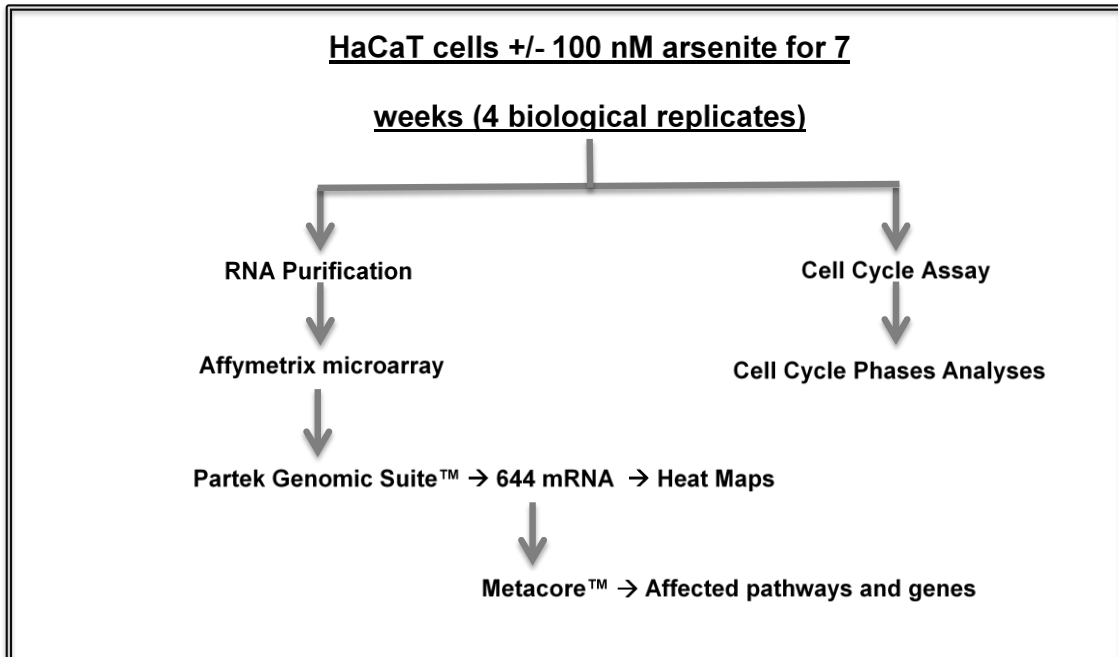 HaCaT cells +/- 100 nM arsenite for 7
weeks (4 biological replicates)
RNA Purification
Cell Cycle Assay
Affymetrix microarray
Cell Cycle Phases Analyses
Partek Genomic Suite™ → 644 mRNA → Heat Maps
Metacore™ → Affected pathways and genes